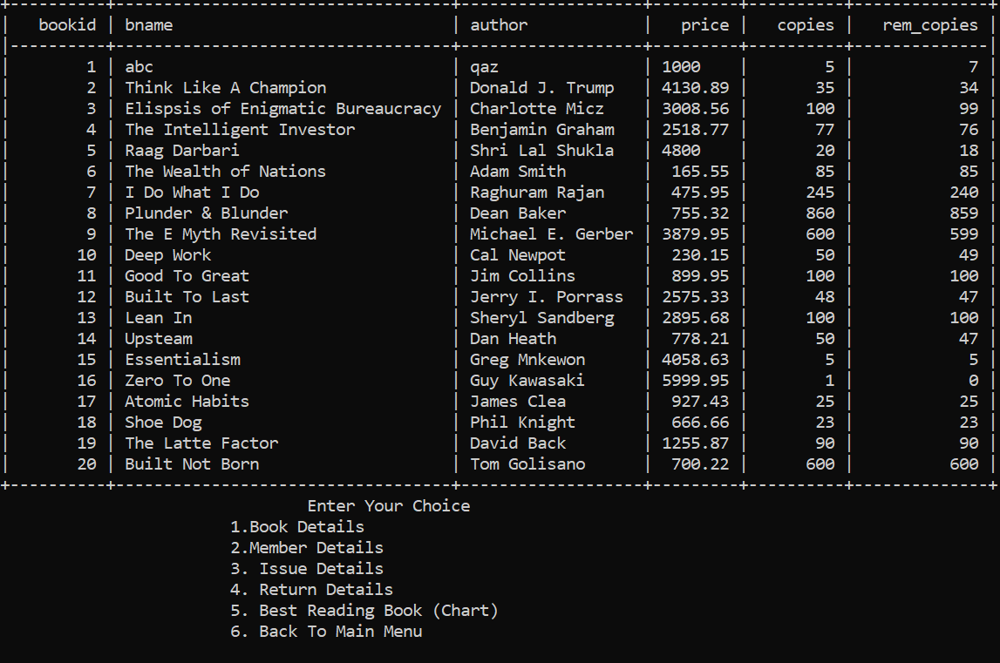 +----------+-----------------------------------+-------------------+---------+----------+--------------+
|   bookid | bname                             | author            |   price |   copies |   rem_copies |
|----------+-----------------------------------+-------------------+---------+----------+--------------|
|        1 | abc                               | qaz               | 1000    |        5 |            7 |
|        2 | Think Like A Champion             | Donald J. Trump   | 4130.89 |       35 |           34 |
|        3 | Elispsis of Enigmatic Bureaucracy | Charlotte Micz    | 3008.56 |      100 |           99 |
|        4 | The Intelligent Investor          | Benjamin Graham   | 2518.77 |       77 |           76 |
|        5 | Raag Darbari                      | Shri Lal Shukla   | 4800    |       20 |           18 |
|        6 | The Wealth of Nations             | Adam Smith        |  165.55 |       85 |           85 |
|        7 | I Do What I Do                    | Raghuram Rajan    |  475.95 |      245 |          240 |
|        8 | Plunder & Blunder                 | Dean Baker        |  755.32 |      860 |          859 |
|        9 | The E Myth Revisited              | Michael E. Gerber | 3879.95 |      600 |          599 |
|       10 | Deep Work                         | Cal Newpot        |  230.15 |       50 |           49 |
|       11 | Good To Great                     | Jim Collins       |  899.95 |      100 |          100 |
|       12 | Built To Last                     | Jerry I. Porrass  | 2575.33 |       48 |           47 |
|       13 | Lean In                           | Sheryl Sandberg   | 2895.68 |      100 |          100 |
|       14 | Upsteam                           | Dan Heath         |  778.21 |       50 |           47 |
|       15 | Essentialism                      | Greg Mnkewon      | 4058.63 |        5 |            5 |
|       16 | Zero To One                       | Guy Kawasaki      | 5999.95 |        1 |            0 |
|       17 | Atomic Habits                     | James Clea        |  927.43 |       25 |           25 |
|       18 | Shoe Dog                          | Phil Knight       |  666.66 |       23 |           23 |
|       19 | The Latte Factor                  | David Back        | 1255.87 |       90 |           90 |
|       20 | Built Not Born                    | Tom Golisano      |  700.22 |      600 |          600 |
+----------+-----------------------------------+-------------------+---------+----------+--------------+
Enter Your Choice
1.Book Details
2.Member Details
3. Issue Details
4. Return Details
5. Best Reading Book (Chart)
6. Back To Main Menu